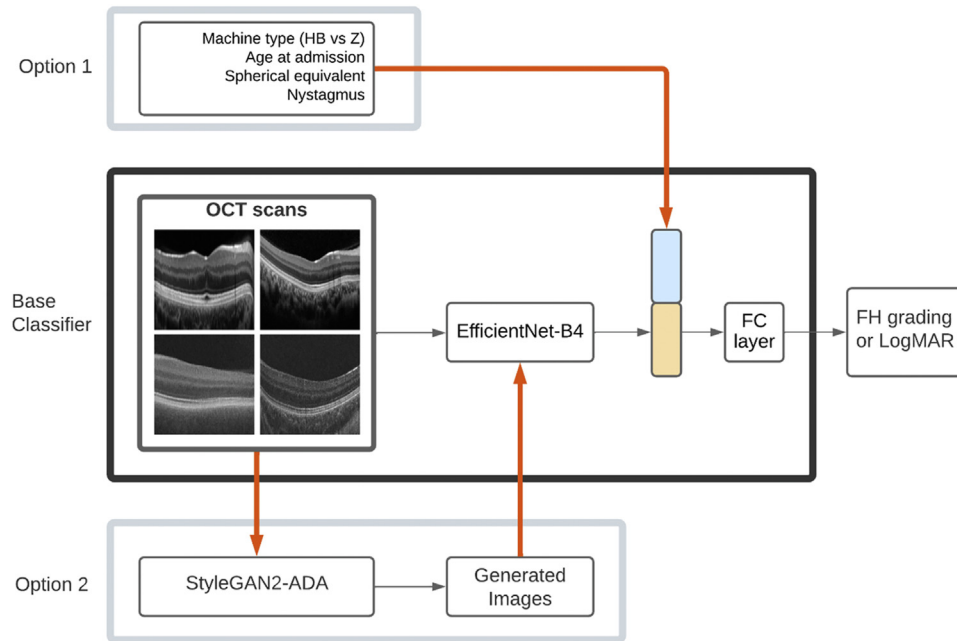 Option 1
Machine type (HB vs Z)
Age at admission
Spherical equivalent
Nystagmus
Base
Classifier
OCT scans
EfficientNet-B4
FC
layer
FH grading
or LogMAR
Option 2
StyleGAN2-ADA
Generated
Images